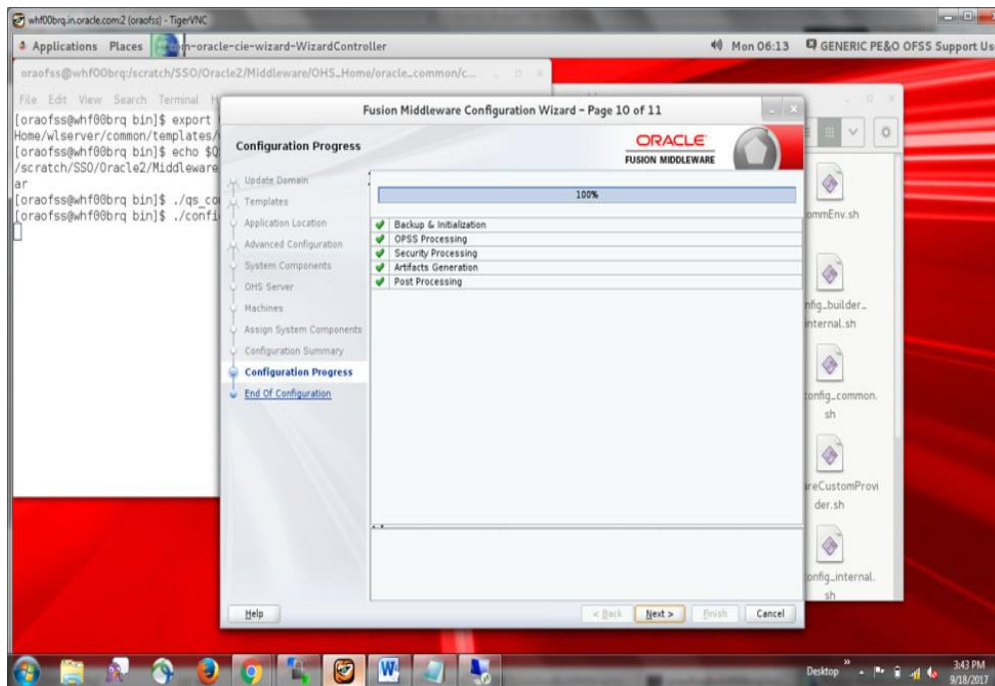 whf00brq.in.oracle.com:2 (oraofss) - TigerVNC
Applications Places m-oracle-cie-wizard-WizardController Mon 06:13 GENERIC PE&O OFSS Support Us
oraofss@whf00brq:/scratch/SSO/Oracle2/Middleware/OHS_Home/oracle_common/c...
File Edit View Search Terminal H
[oraofss@whf00brq bin]$ export
Home/wlserver/common/templates/
[oraofss@whf00brq bin]$ echo $Q
/scratch/SSO/Oracle2/Middleware
ar
[oraofss@whf00brq bin]$ ./qs_co
[oraofss@whf00brq bin]$ ./confi
Fusion Middleware Configuration Wizard - Page 10 of 11
Configuration Progress
ORACLE
FUSION MIDDLEWARE
Update Domain
Templates
Application Location
Advanced Configuration
System Components
OHS Server
Machines
Assign System Components
Configuration Summary
Configuration Progress
End Of Configuration
100%
Backup & Initialization
OPSS Processing
Security Processing
Artifacts Generation
Post Processing
Help
< Back Next > Finish Cancel
ommEnv.sh
nfig_builder_
internal.sh
config_common.
sh
areCustomProvi
der.sh
config_internal.
sh
Desktop
3:43 PM
9/18/2017